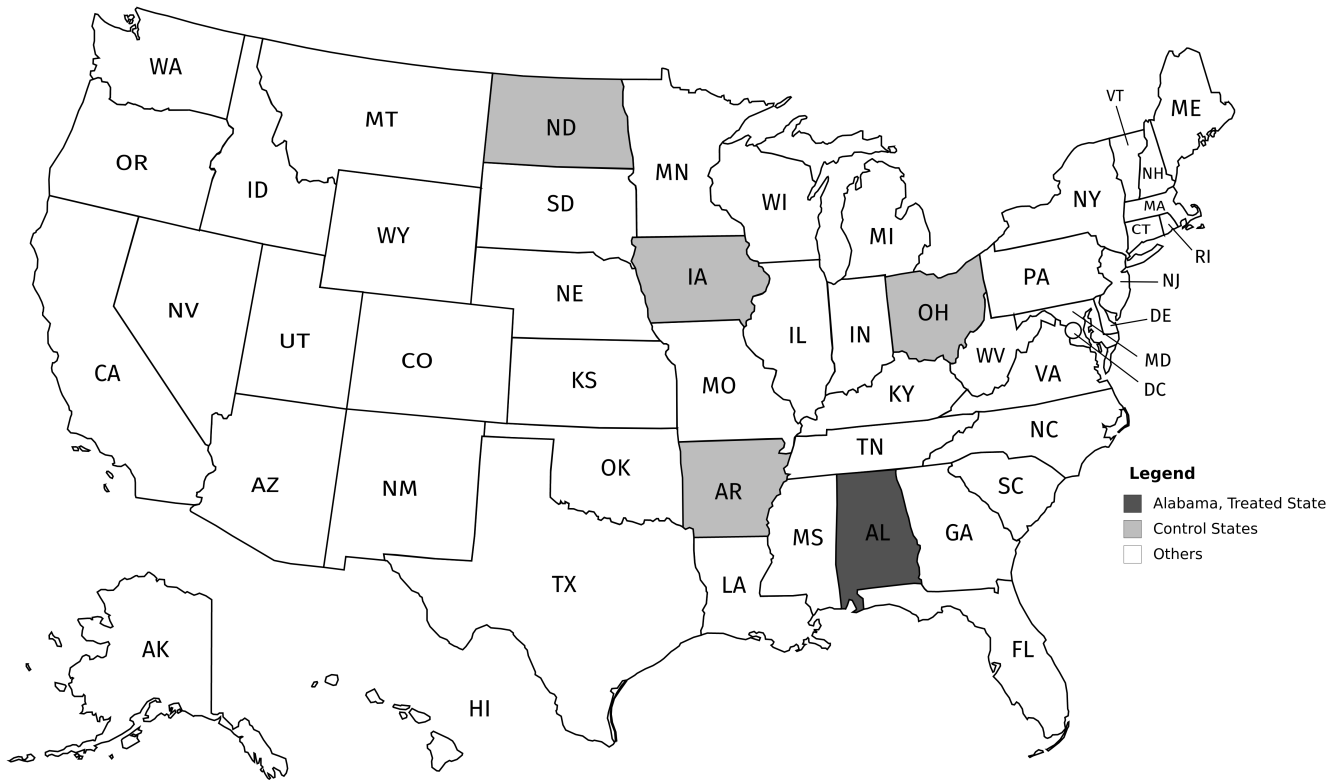 WA
MT
ND
MN
OR
ID
SD
WI
MI
WY
NE
IA
NV
UT
CO
CA
KS
MO
IL
IN
OH
PA
NY
VT
ME
NH
MA
CT
RI
NJ
DE
MD
DC
WV
VA
KY
NC
TN
AZ
NM
OK
AR
SC
MS
AL
GA
TX
LA
FL
AK
HI
Legend
Alabama, Treated State
Control States
Others